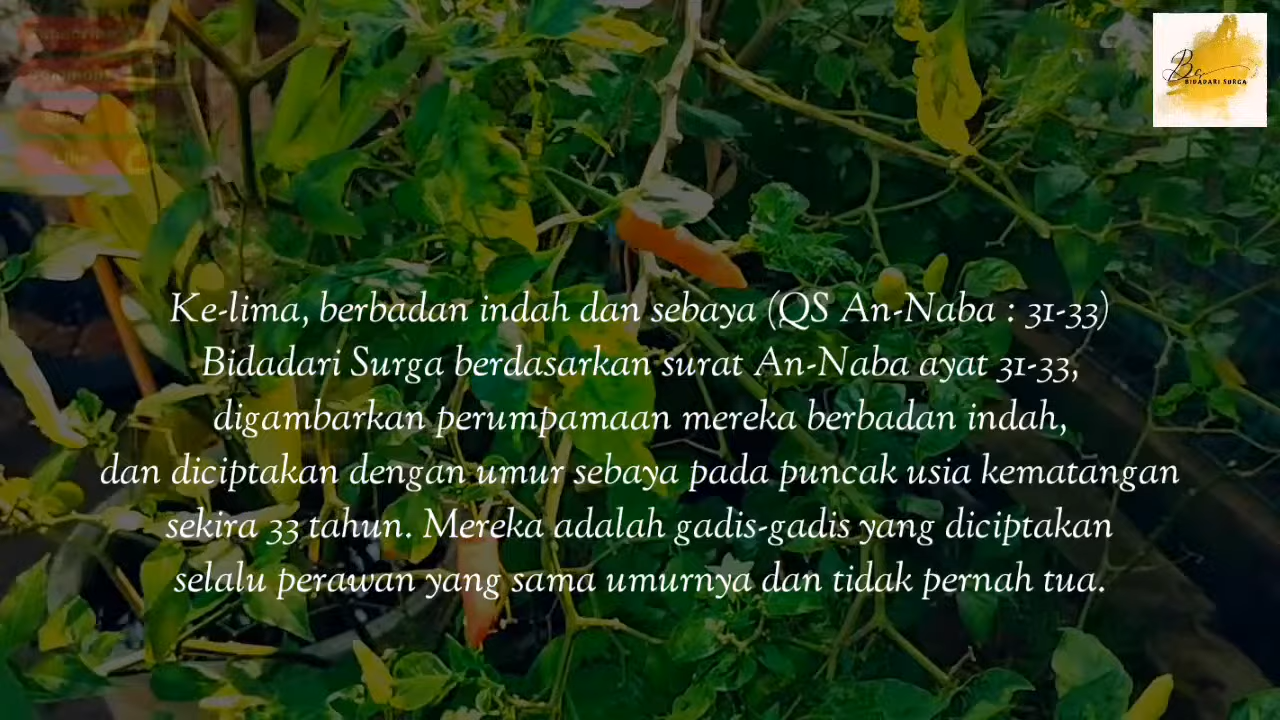 BIDADARI SURGA
Ke-lima, berbadan indah dan sebaya (QS An-Naba : 31-33)
Bidadari Surga berdasarkan surat An-Naba ayat 31-33,
digambarkan perumpamaan mereka berbadan indah,
dan diciptakan dengan umur sebaya pada puncak usia kematangan
sekira 33 tahun. Mereka adalah gadis-gadis yang diciptakan
selalu perawan yang sama umurnya dan tidak pernah tua.